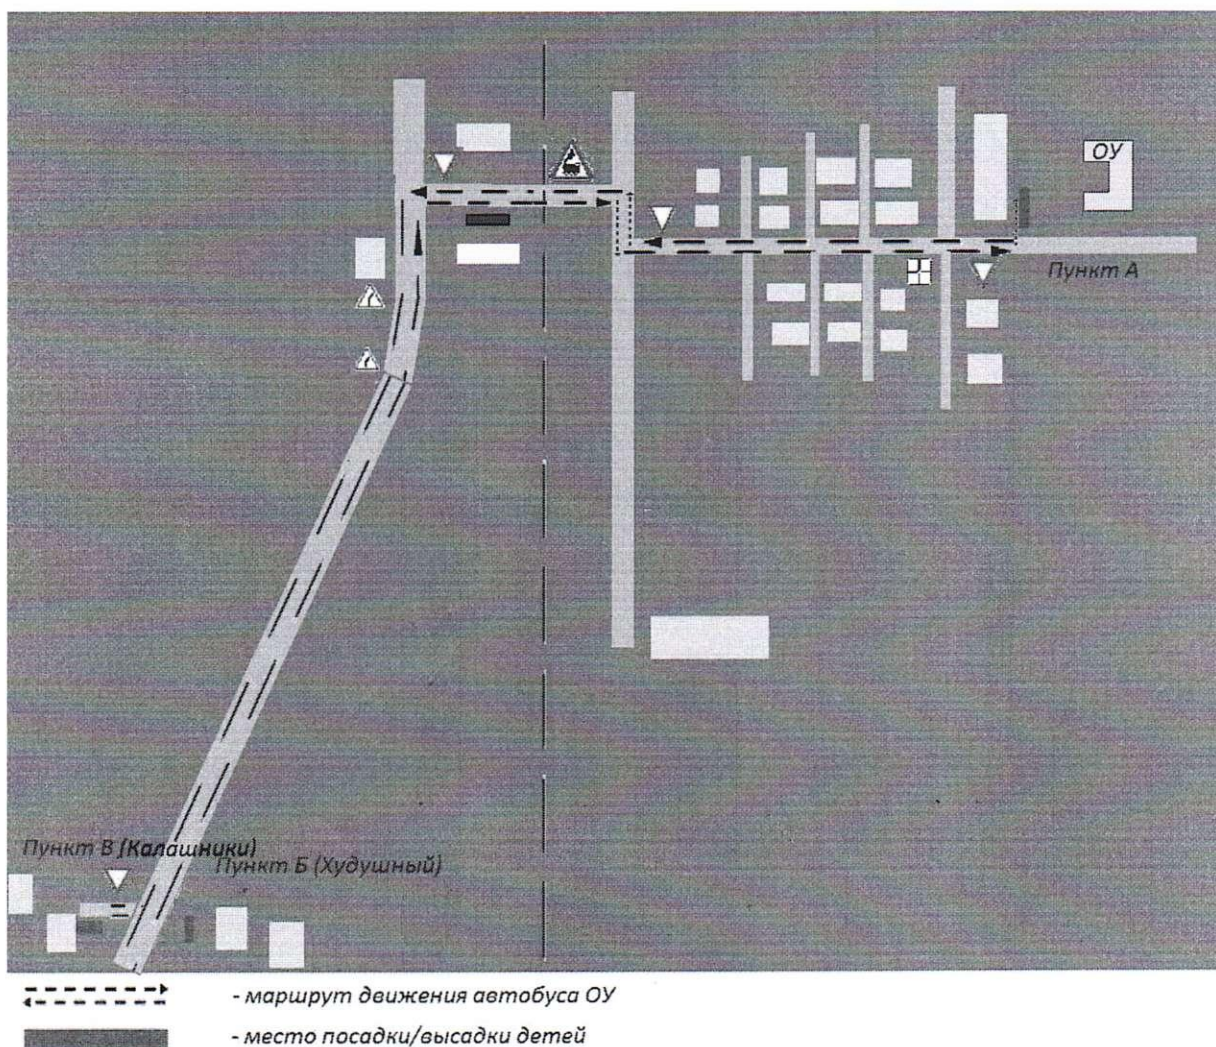 ОУ
Пункт А
Пункт В (Калашники)
Пункт Б (Худушный)
- маршрут движения автобуса ОУ
- место посадки/высадки детей